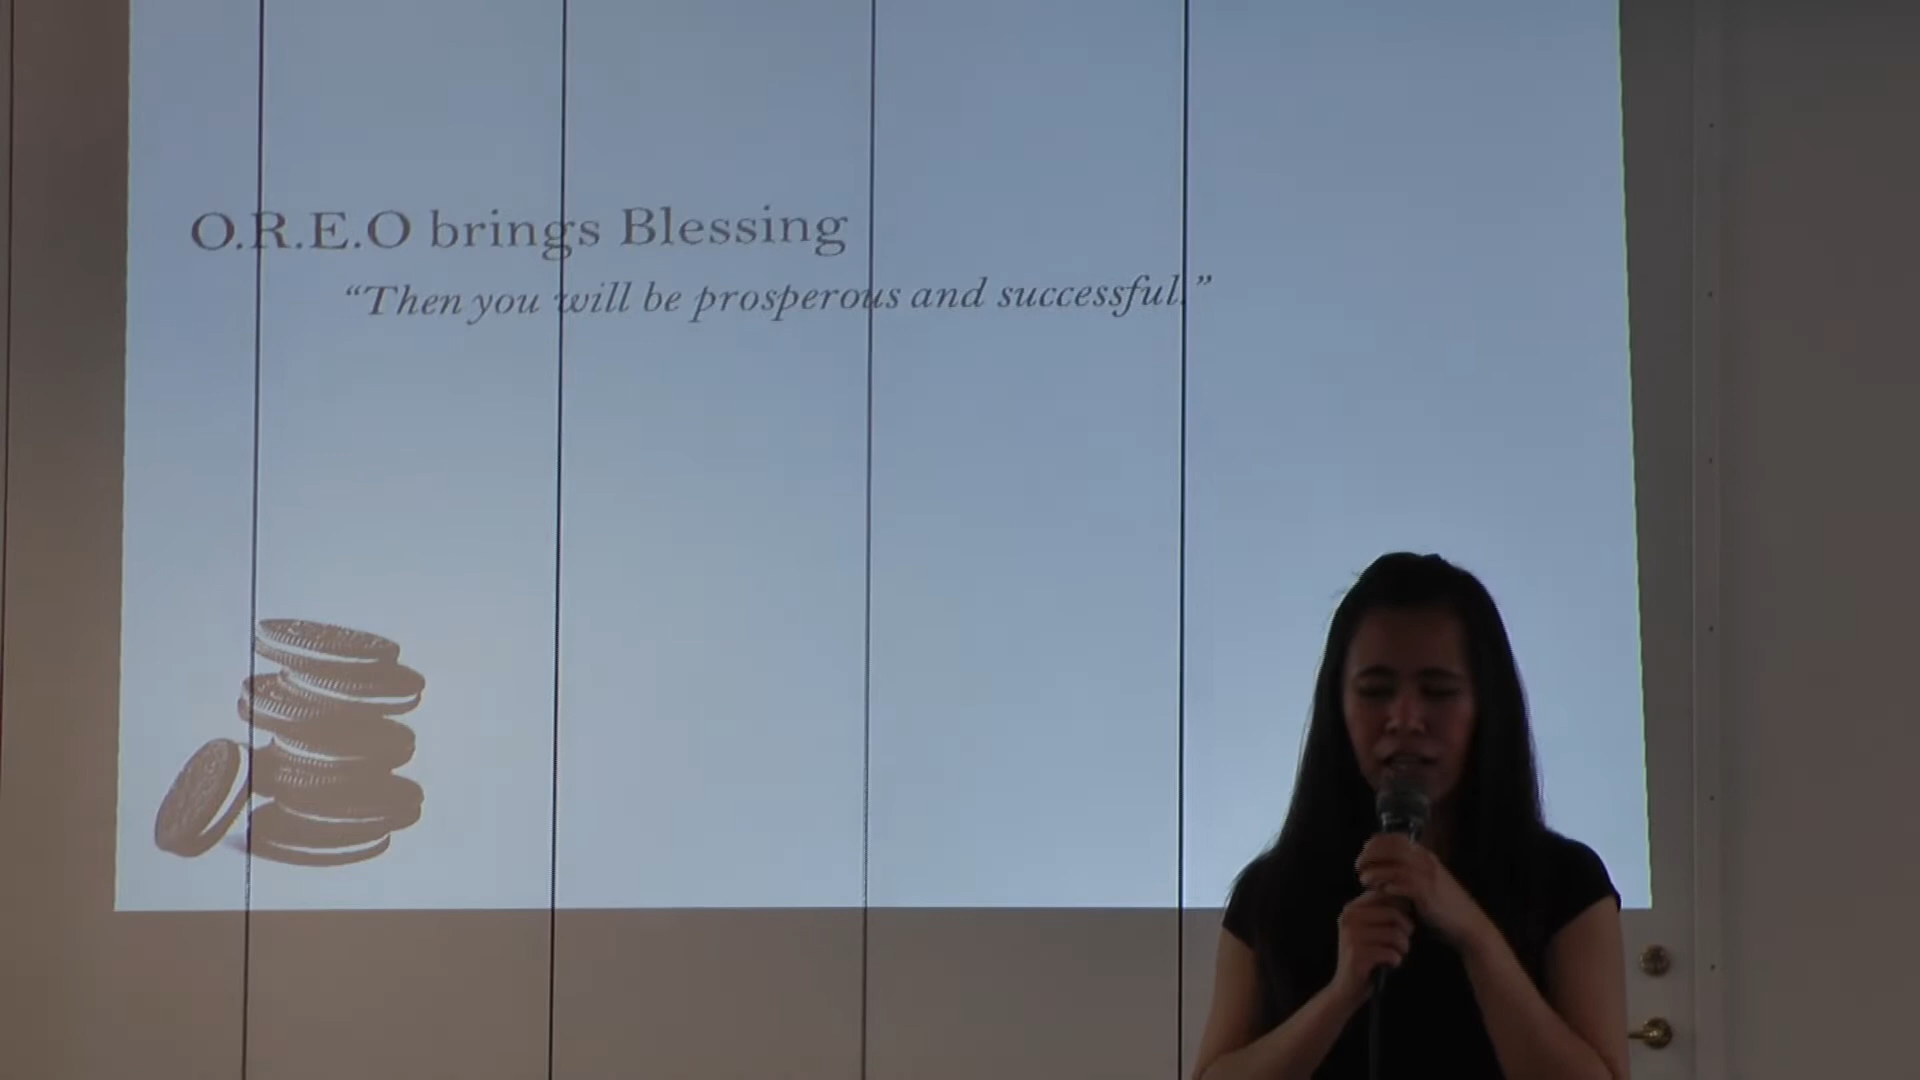 O.R.E.O brings Blessing
“Then you will be prosperous and successful.”